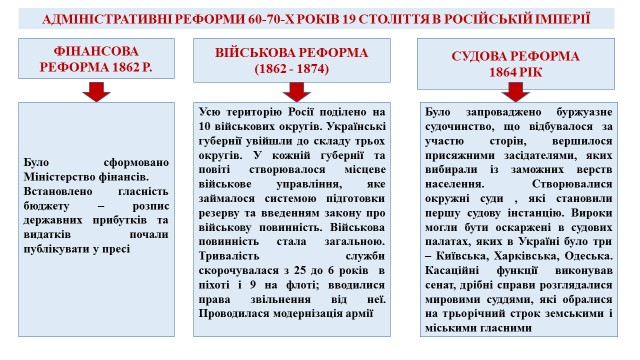 АДМІНІСТРАТИВНІ РЕФОРМИ 60-70-Х РОКІВ 19 СТОЛІТТЯ В РОСІЙСЬКІЙ ІМПЕРІЇ
ФІНАНСОВА
РЕФОРМА 1862 Р.
Було сформовано
Міністерство фінансів.
Встановлено гласність
бюджету – розпис
державних прибутків та
видатків почали
публікувати у пресі
ВІЙСЬКОВА РЕФОРМА
(1862 - 1874)
Усю територію Росії поділено на
10 військових округів. Українські
губернії увійшли до складу трьох
округів. У кожній губернії та
повіті створювалося місцеве
військове управління, яке
займалося системою підготовки
резерву та введенням закону про
військову повинність. Військова
повинність стала загальною.
Тривалість служби
скорочувалася з 25 до 6 років в
піхоті і 9 на флоті; вводилися
права звільнення від неї.
Проводилася модернізація армії
СУДОВА РЕФОРМА
1864 РІК
Було запроваджено буржуазне
судочинство, що відбувалося за
участю сторін, вершилося
присяжними засідателями, яких
вибирали із заможних верств
населення. Створювалися
окружні суди , які становили
першу судову інстанцію. Вироки
могли бути оскаржені в судових
палатах, яких в Україні було три
– Київська, Харківська, Одеська.
Касаційні функції виконував
сенат, дрібні справи розглядалися
мировими суддями, які обралися
на трьорічний строк земськими і
міськими гласними